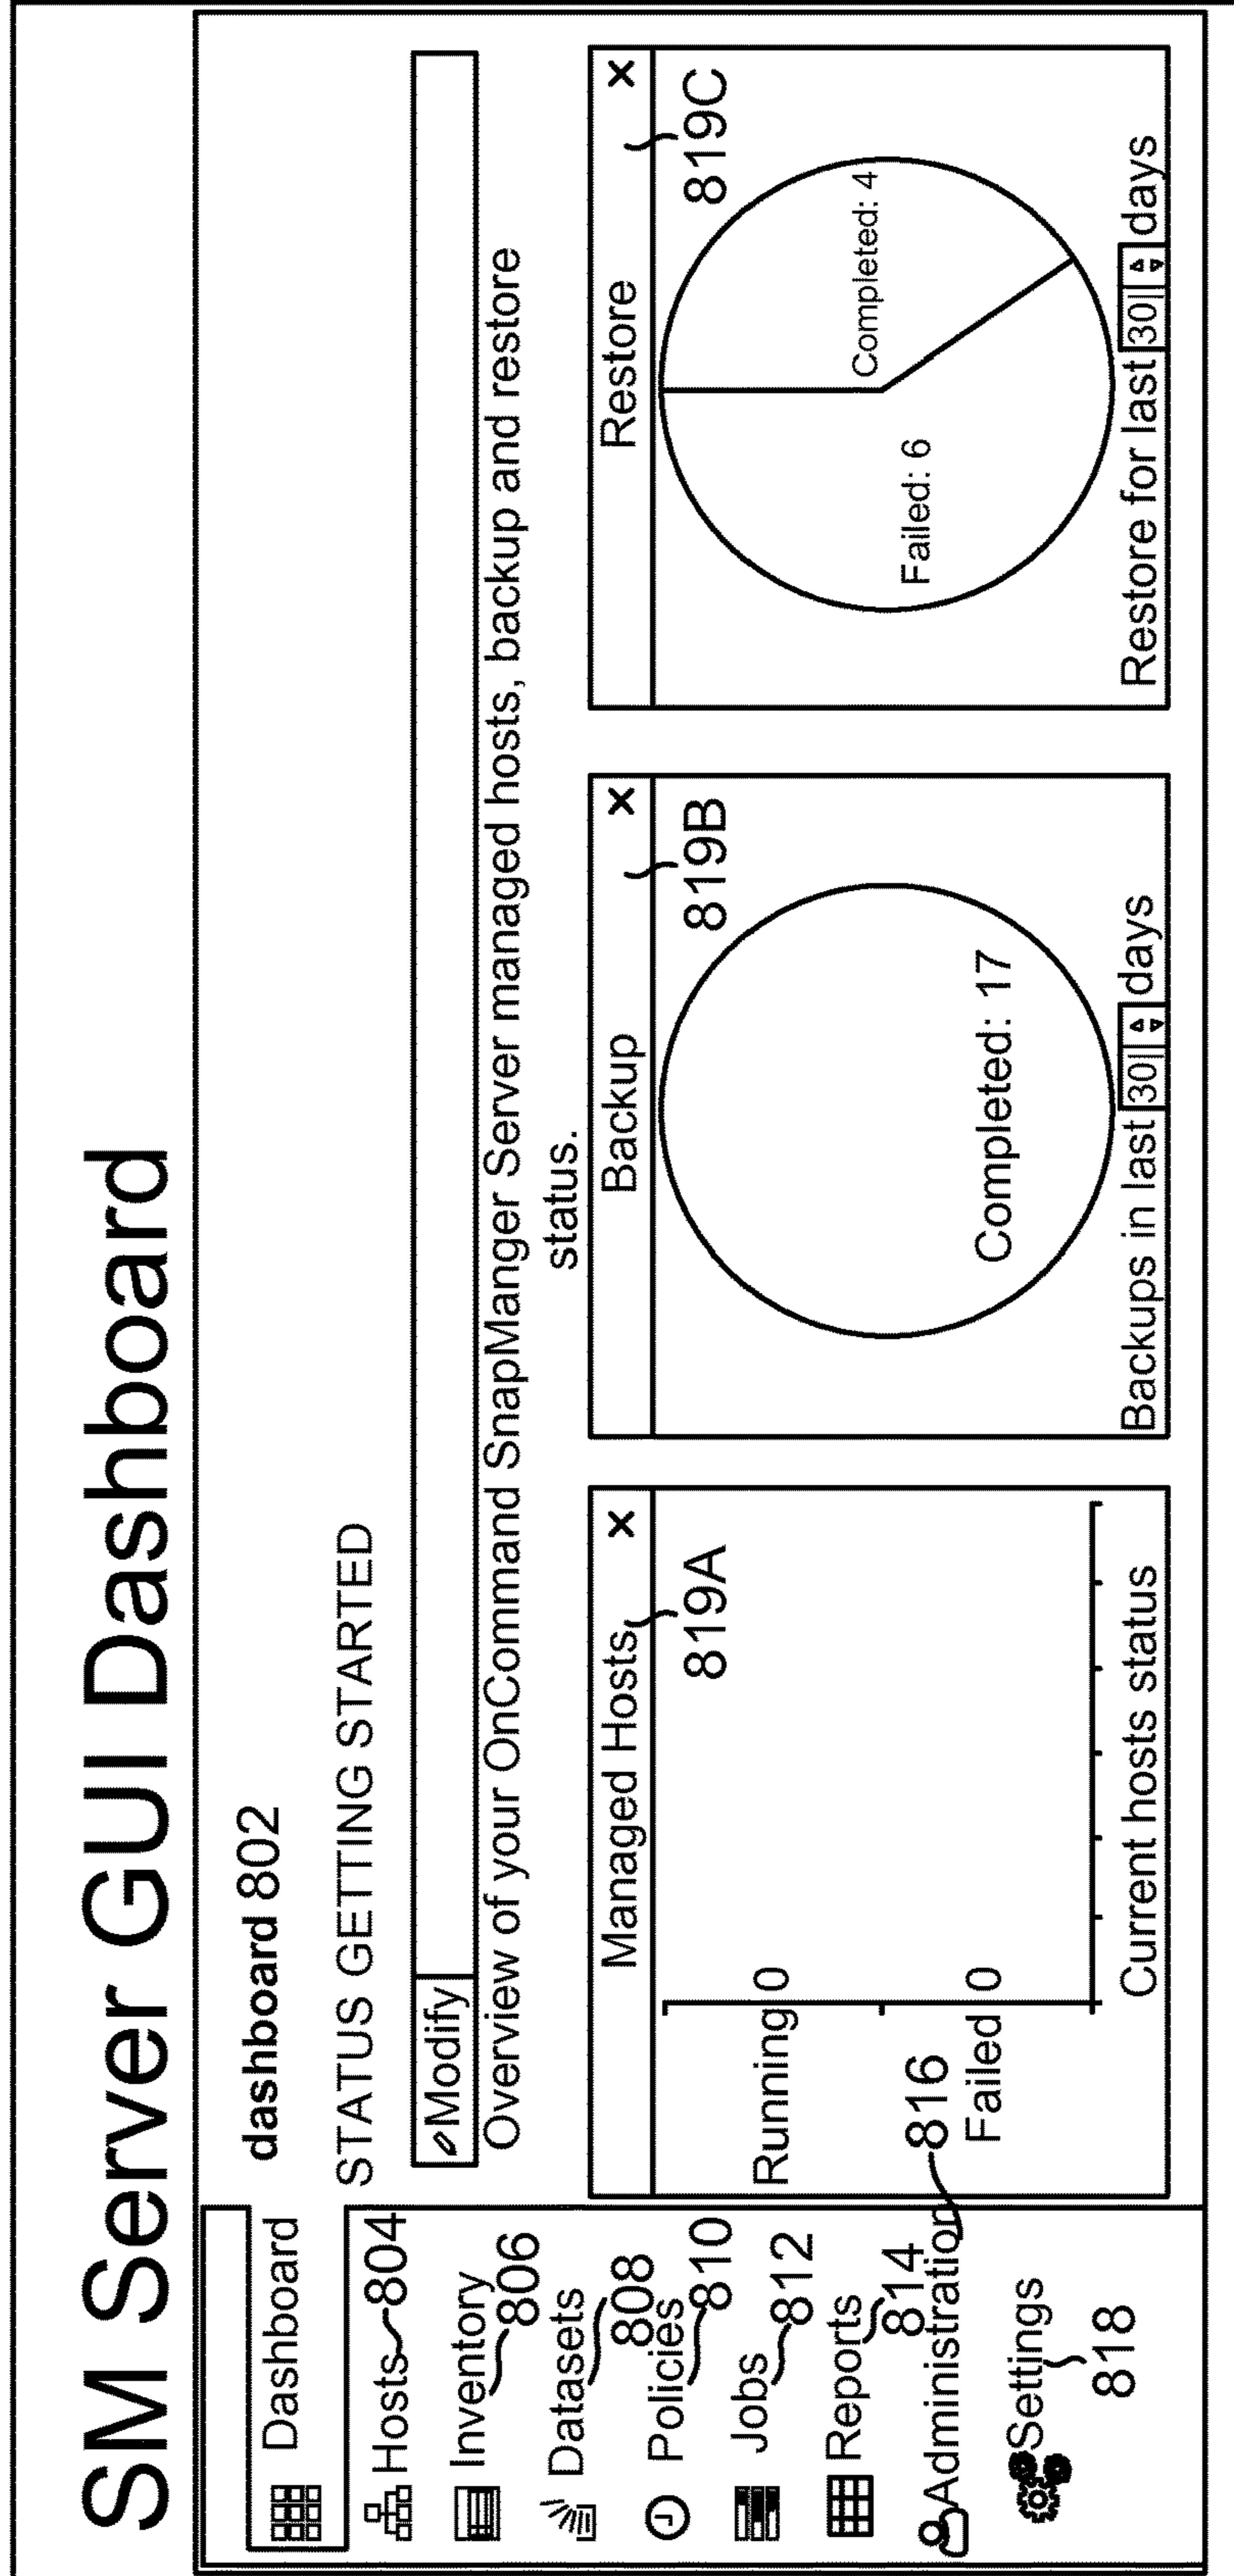 SM Server GUI Dashboard
dashboard 802
STATUS GETTING STARTED
Modify
Overview of your OnCommand SnapManger Server managed hosts, backup and restore
status.
Dashboard
Hosts 804
Inventory
806
Datasets
808
Policies
810
Jobs
812
Reports
814
Administration
816
Settings
818
Managed Hosts
819A
Running 0
Failed 0
Current hosts status
Backup
819B
Completed: 17
Backups in last 30 days
Restore
819C
Completed: 4
Failed: 6
Restore for last 30 days